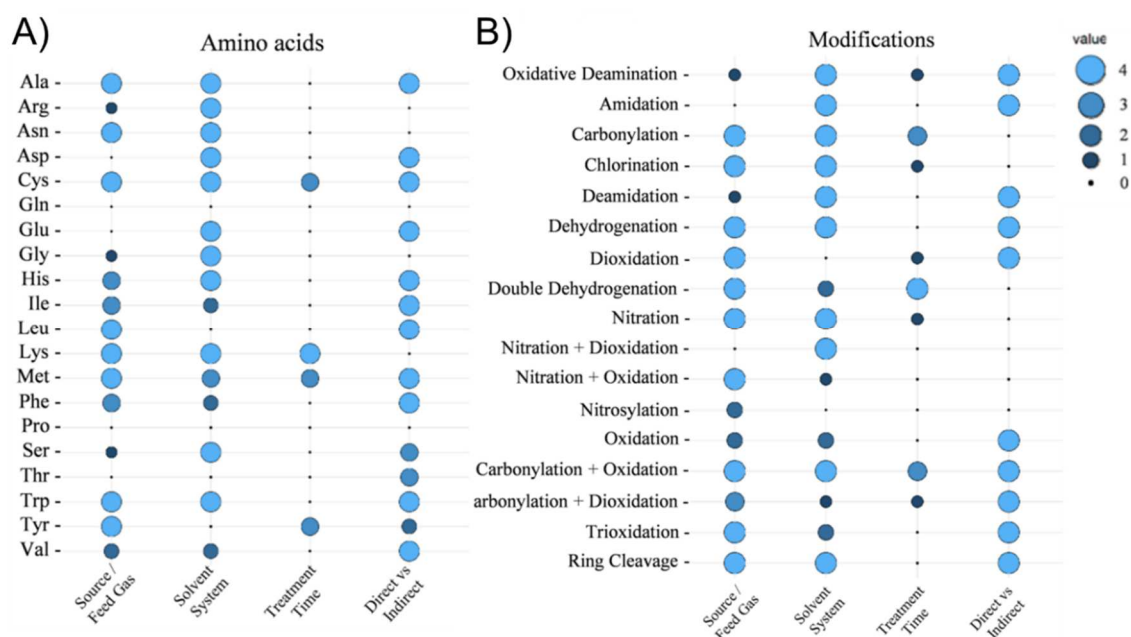 A)
Amino acids
Ala -
Arg -
Asn -
Asp -
Cys -
Gln -
Glu -
Gly -
His -
Ile -
Leu -
Lys -
Met -
Phe -
Pro -
Ser -
Thr -
Trp -
Tyr -
Val -
Source /
Feed Gas
Solvent
System
Treatment
Time
Direct vs
Indirect
B)
Modifications
Oxidative Deamination -
Amidation -
Carbonylation -
Chlorination -
Deamidation -
Dehydrogenation -
Dioxidation -
Double Dehydrogenation -
Nitration -
Nitration + Dioxidation -
Nitration + Oxidation -
Nitrosylation -
Oxidation -
Carbonylation + Oxidation -
arbonylation + Dioxidation -
Trioxidation -
Ring Cleavage -
Source /
Feed Gas
Solvent
System
Treatment
Time
Direct vs
Indirect
value
4
3
2
1
0